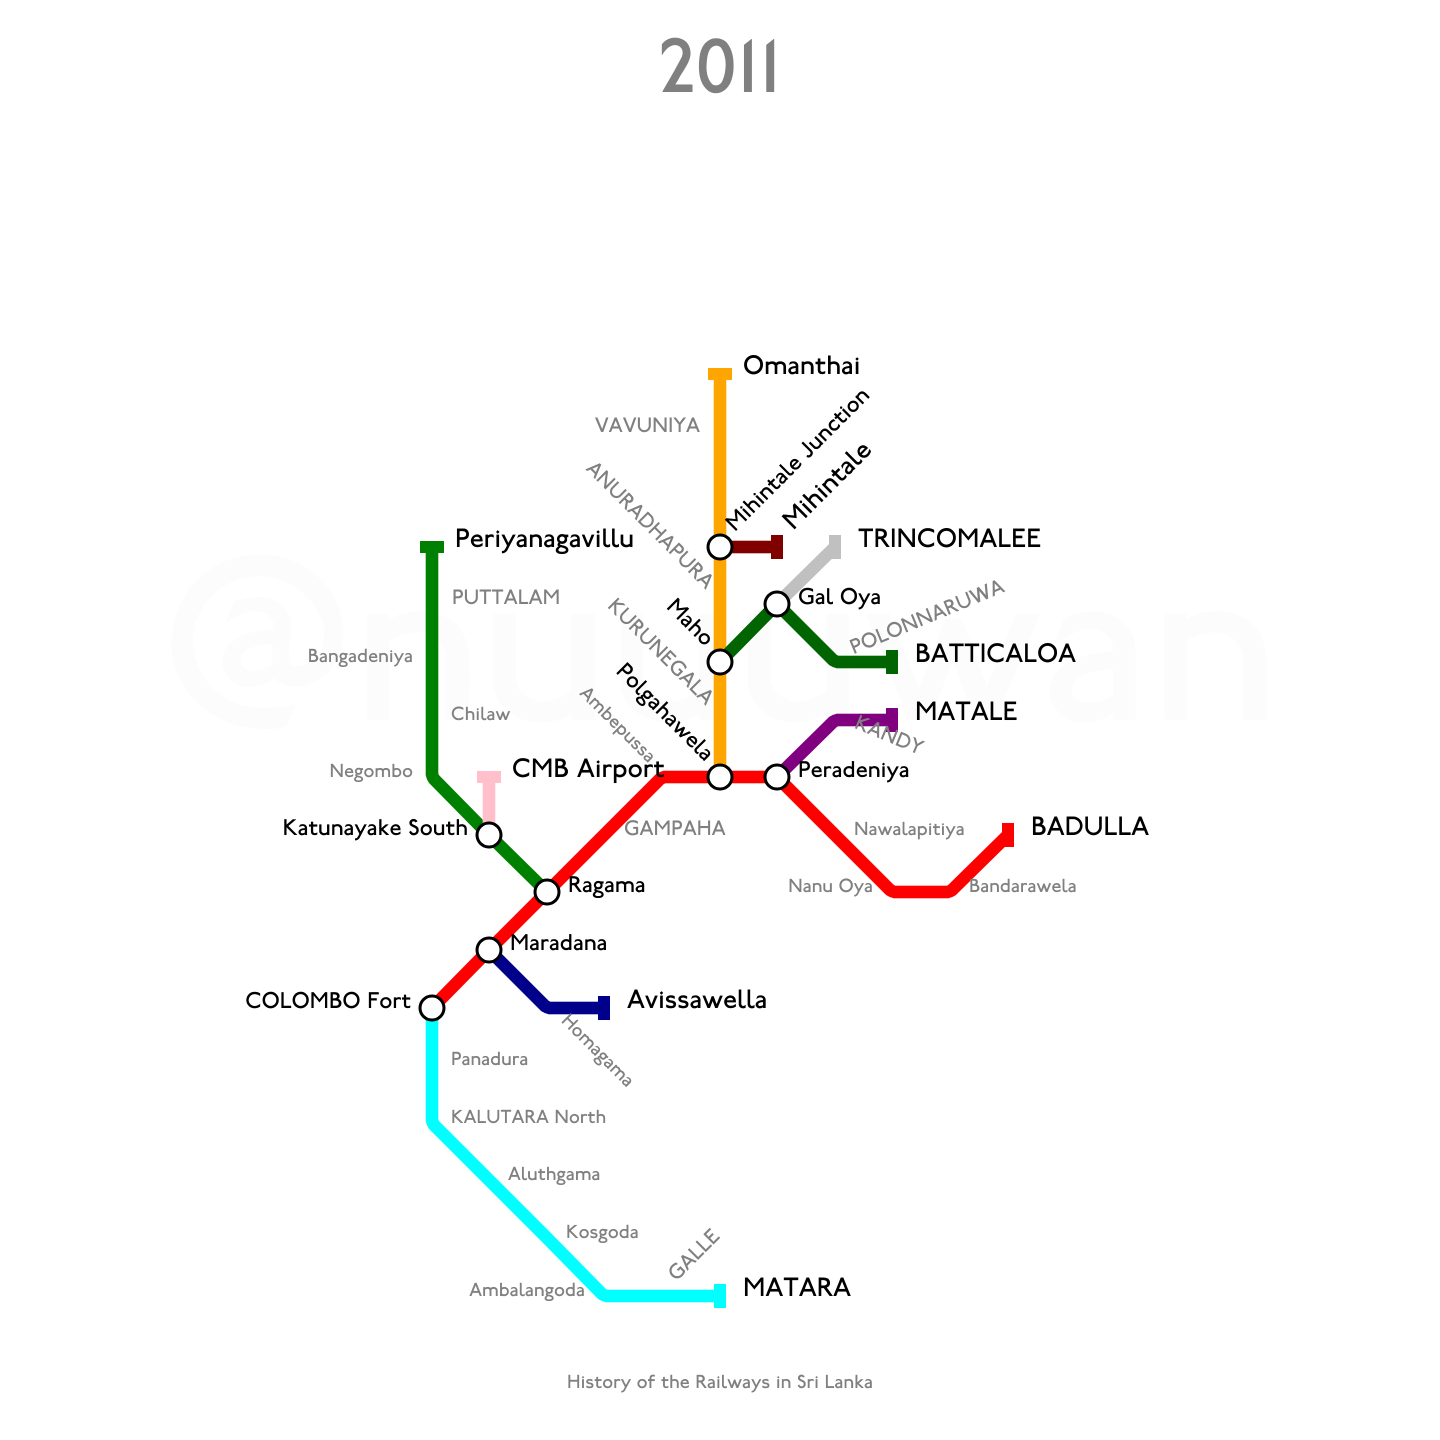 2011
Omanthai
VAVUNIYA
Mihintale Junction
Mihintale
ANURADHAPURA
Periyanagavillu
TRINCOMALEE
PUTTALAM
Gal Oya
POLONNARUWA
Maho
KURUNEGALA
BATTICALOA
Bangadeniya
Polgahawela
Ambepussa
Chilaw
MATALE
KANDY
Negombo
CMB Airport
Peradeniya
Katunayake South
GAMPAHA
Nawalapitiya
BADULLA
Ragama
Nanu Oya
Bandarawela
Maradana
COLOMBO Fort
Avissawella
Homagama
Panadura
KALUTARA North
Aluthgama
Kosgoda
GALLE
Ambalangoda
MATARA
History of the Railways in Sri Lanka